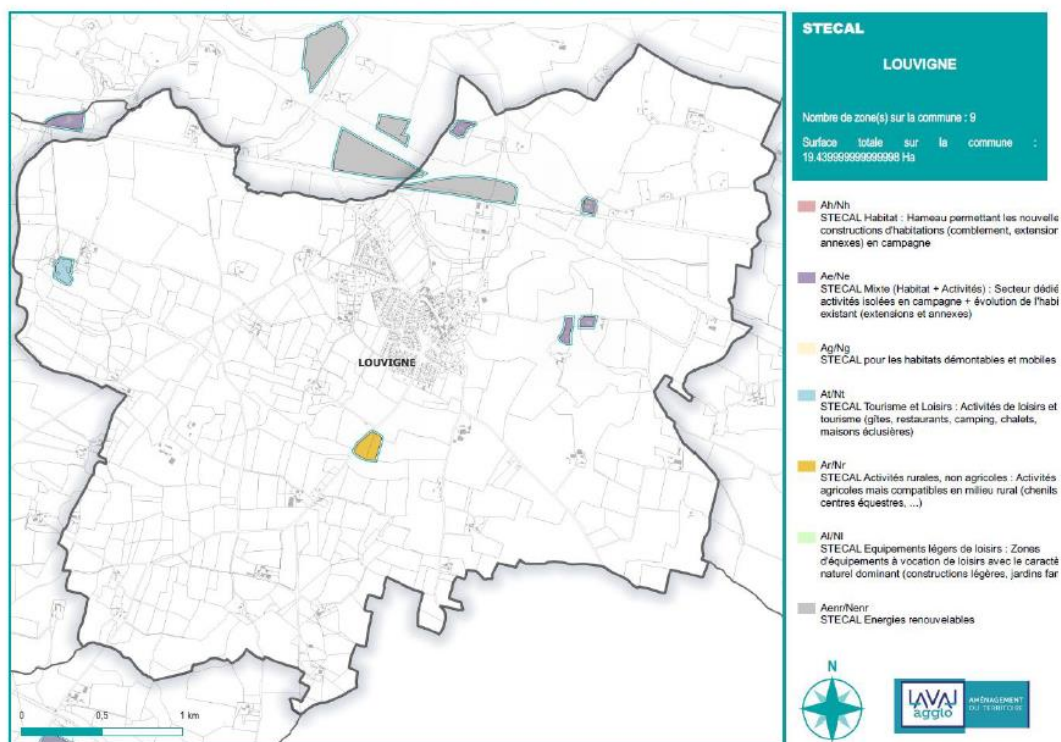 STECAL
LOUVIGNE
Nombre de zone(s) sur la commune : 9
Surface totale sur la commune :
19.439999999999998 Ha
Ah/Nh
STECAL Habitat : Hameau permettant les nouvelle
constructions d'habitations (comblement, extension
annexes) en campagne
Ae/Ne
STECAL Mixte (Habitat + Activités) : Secteur dédié
activités isolées en campagne + évolution de l'habi
existant (extensions et annexes)
Ag/Ng
STECAL pour les habitats démontables et mobiles
At/Nt
STECAL Tourisme et Loisirs : Activités de loisirs et
tourisme (gîtes, restaurants, camping, chalets,
maisons éclusières)
Ar/Nr
STECAL Activités rurales, non agricoles : Activités
agricoles mais compatibles en milieu rural (chenils
centres équestres, ...)
Al/Nl
STECAL Equipements légers de loisirs : Zones
d'équipements à vocation de loisirs avec le caractè
naturel dominant (constructions légères, jardins fam
Aenr/Nenr
STECAL Energies renouvelables
LOUVIGNE
0 0,5 1 km
N
LAVAL
agglo
AMÉNAGEMENT
DU TERRITOIRE